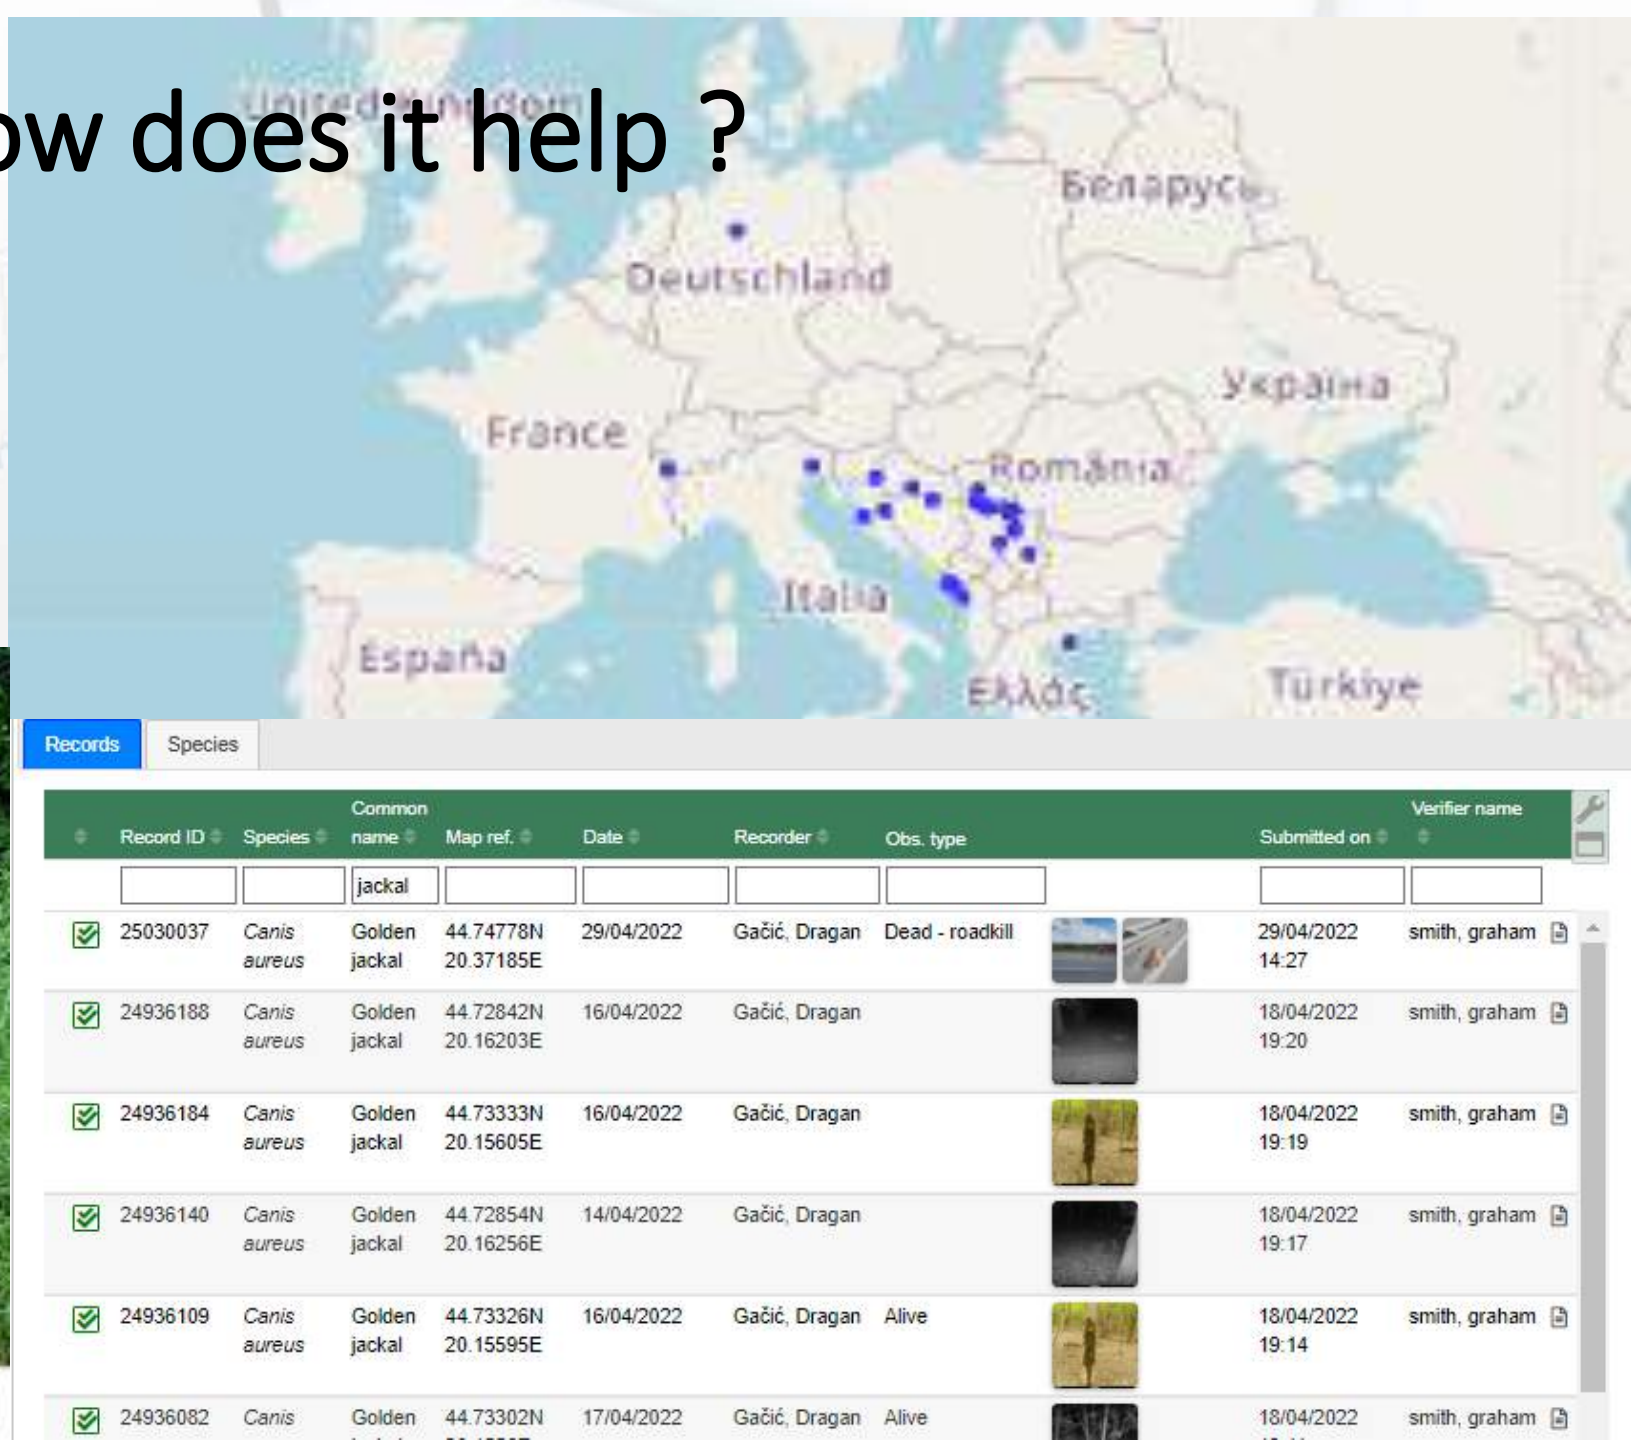 ow does it help ?
United Kingdom
Беларусь
Deutschland
Україна
France
România
Italia
España
Ελλάς
Türkiye
Records Species
Record ID Species Common name Map ref. Date Recorder Obs. type Submitted on Verifier name
jackal
25030037 Canis Golden 44.74778N 29/04/2022 Gačić, Dragan Dead - roadkill 29/04/2022 smith, graham
aureus jackal 20.37185E 14:27
24936188 Canis Golden 44.72842N 16/04/2022 Gačić, Dragan 18/04/2022 smith, graham
aureus jackal 20.16203E 19:20
24936184 Canis Golden 44.73333N 16/04/2022 Gačić, Dragan 18/04/2022 smith, graham
aureus jackal 20.15605E 19:19
24936140 Canis Golden 44.72854N 14/04/2022 Gačić, Dragan 18/04/2022 smith, graham
aureus jackal 20.16256E 19:17
24936109 Canis Golden 44.73326N 16/04/2022 Gačić, Dragan Alive 18/04/2022 smith, graham
aureus jackal 20.15595E 19:14
24936082 Canis Golden 44.73302N 17/04/2022 Gačić, Dragan Alive 18/04/2022 smith, graham